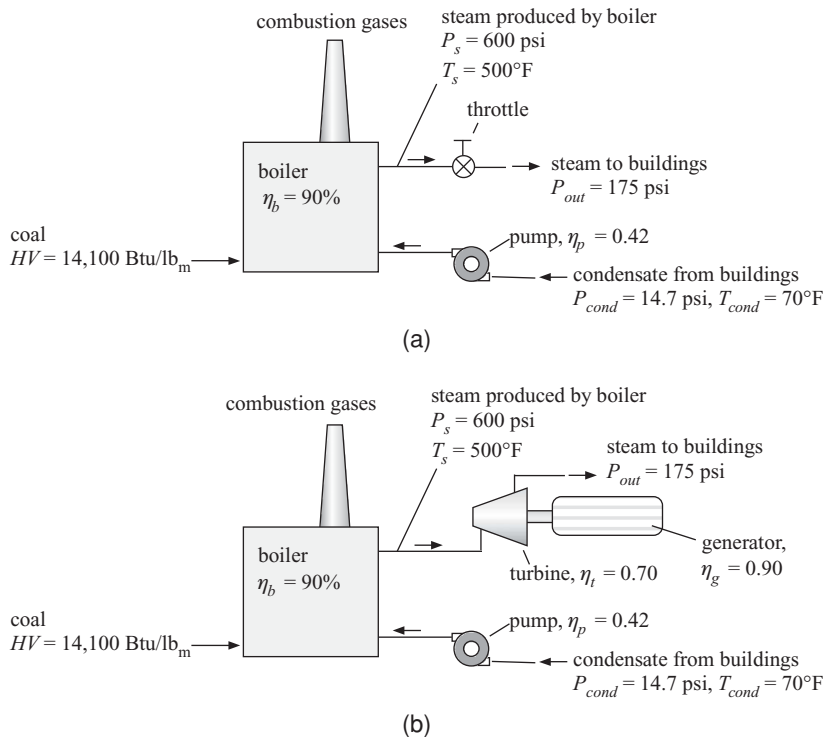 combustion gases
steam produced by boiler
P_s = 600 psi
T_s = 500°F
throttle
boiler
η_b = 90%
steam to buildings
P_out = 175 psi
coal
HV = 14,100 Btu/lb_m
pump, η_p = 0.42
condensate from buildings
P_cond = 14.7 psi, T_cond = 70°F
(a)
combustion gases
steam produced by boiler
P_s = 600 psi
T_s = 500°F
steam to buildings
P_out = 175 psi
boiler
η_b = 90%
generator,
η_g = 0.90
turbine, η_t = 0.70
coal
HV = 14,100 Btu/lb_m
pump, η_p = 0.42
condensate from buildings
P_cond = 14.7 psi, T_cond = 70°F
(b)